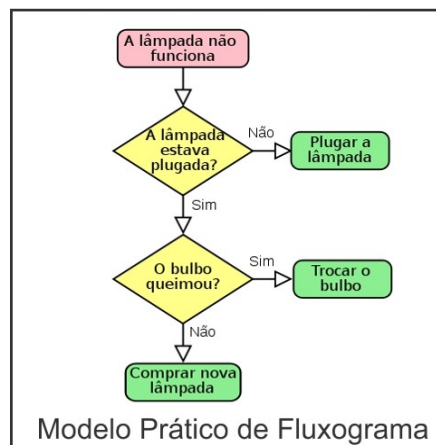 A lâmpada não
funciona
A lâmpada
estava
plugada?
Não
Plugar a
lâmpada
Sim
O bulbo
queimou?
Sim
Trocar o
bulbo
Não
Comprar nova
lâmpada
Modelo Prático de Fluxograma